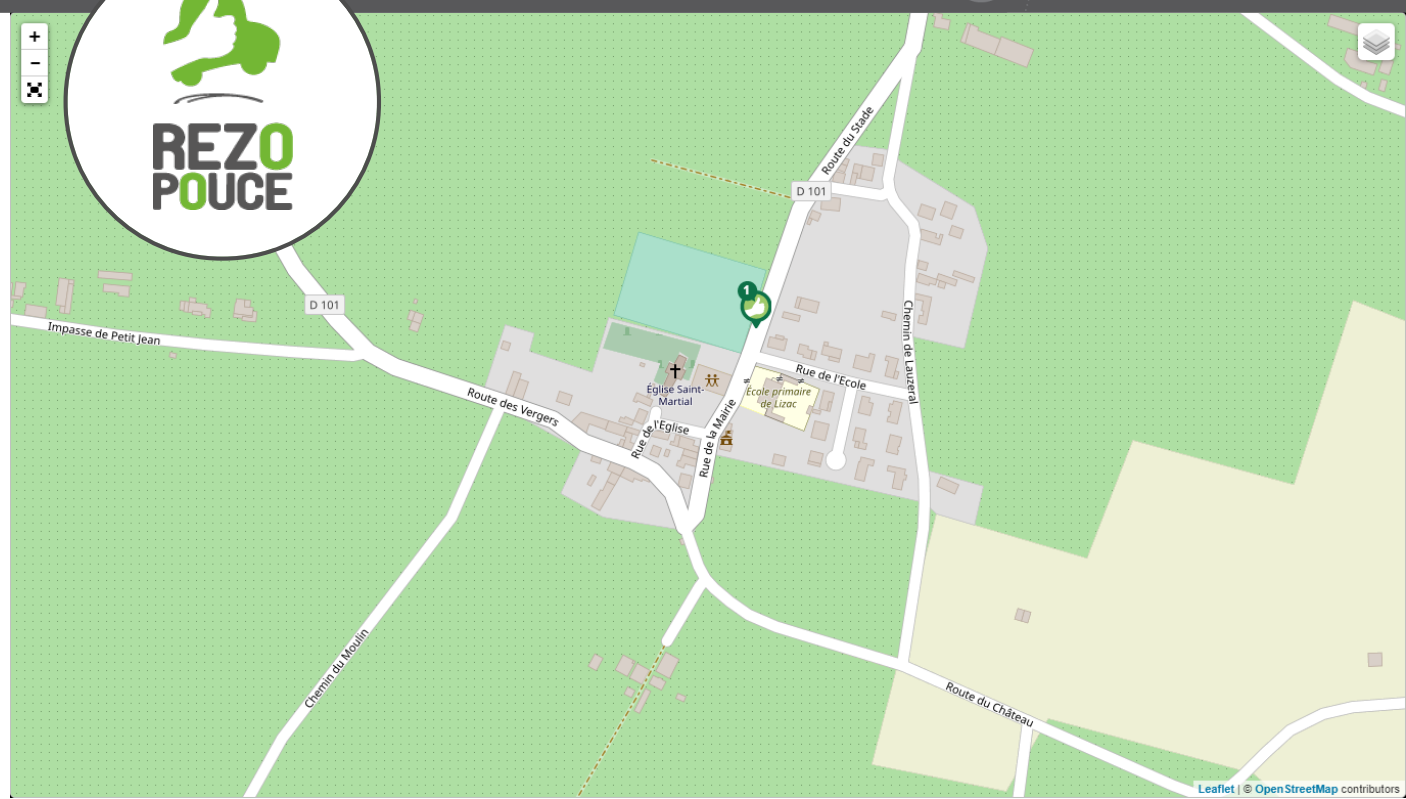 +
−
REZO
POUCE
Route du Stade
D 101
D 101
Impasse de Petit Jean
1
Chemin de Lauzeral
Rue de l'Ecole
Route des Vergers
Église Saint-
Martial
École primaire
de Lizac
Rue de l'Eglise
Rue de la Mairie
Chemin du Moulin
Route du Château
Leaflet | © OpenStreetMap contributors